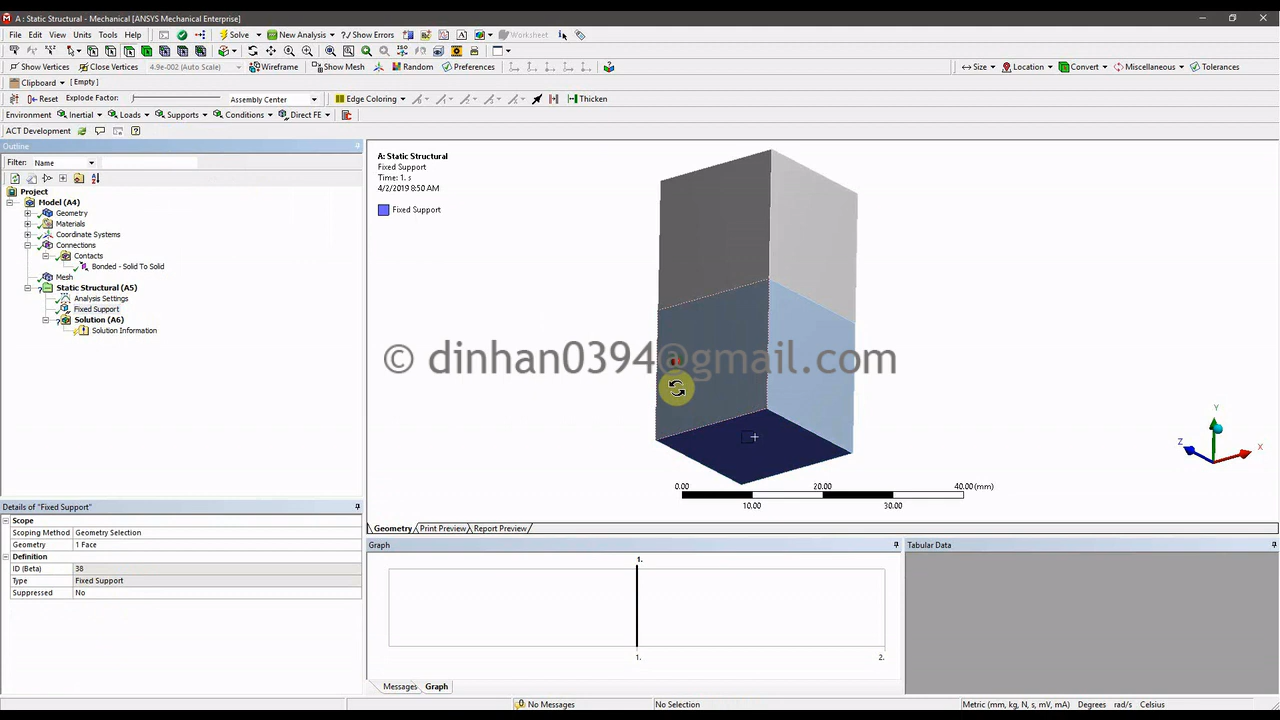 A : Static Structural - Mechanical [ANSYS Mechanical Enterprise]
File Edit View Units Tools Help Solve New Analysis Show Errors Worksheet
Show Vertices Close Vertices 4.9e-002 (Auto Scale) Wireframe Show Mesh Random Preferences Size Location Convert Miscellaneous Tolerances
Clipboard [ Empty ]
Reset Explode Factor: Assembly Center Edge Coloring Thicken
Environment Inertial Loads Supports Conditions Direct FE
ACT Development
Outline
Filter: Name
Project
Model (A4)
Geometry
Materials
Coordinate Systems
Connections
Contacts
Bonded - Solid To Solid
Mesh
Static Structural (A5)
Analysis Settings
Fixed Support
Solution (A6)
Solution Information
A: Static Structural
Fixed Support
Time: 1. s
4/2/2019 8:50 AM
Fixed Support
© dinhan0394@gmail.com
Y
Z
X
0.00 20.00 40.00 (mm)
10.00 30.00
Geometry Print Preview Report Preview
Details of "Fixed Support"
Scope
Scoping Method Geometry Selection
Geometry 1 Face
Definition
ID (Beta) 38
Type Fixed Support
Suppressed No
Graph
1.
1.
2.
Messages Graph
Tabular Data
No Messages No Selection Metric (mm, kg, N, s, mV, mA) Degrees rad/s Celsius